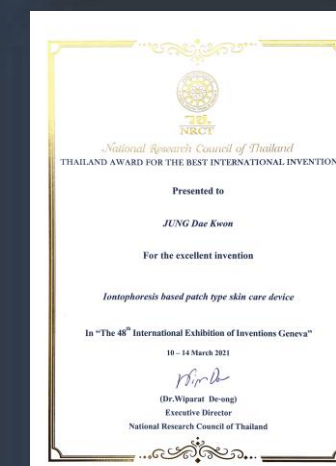 วช.
NRCT
National Research Council of Thailand
THAILAND AWARD FOR THE BEST INTERNATIONAL INVENTION
Presented to
JUNG Dae Kwon
For the excellent invention
Iontophoresis based patch type skin care device
In “The 48th International Exhibition of Inventions Geneva”
10 – 14 March 2021
(Dr.Wiparat De-ong)
Executive Director
National Research Council of Thailand